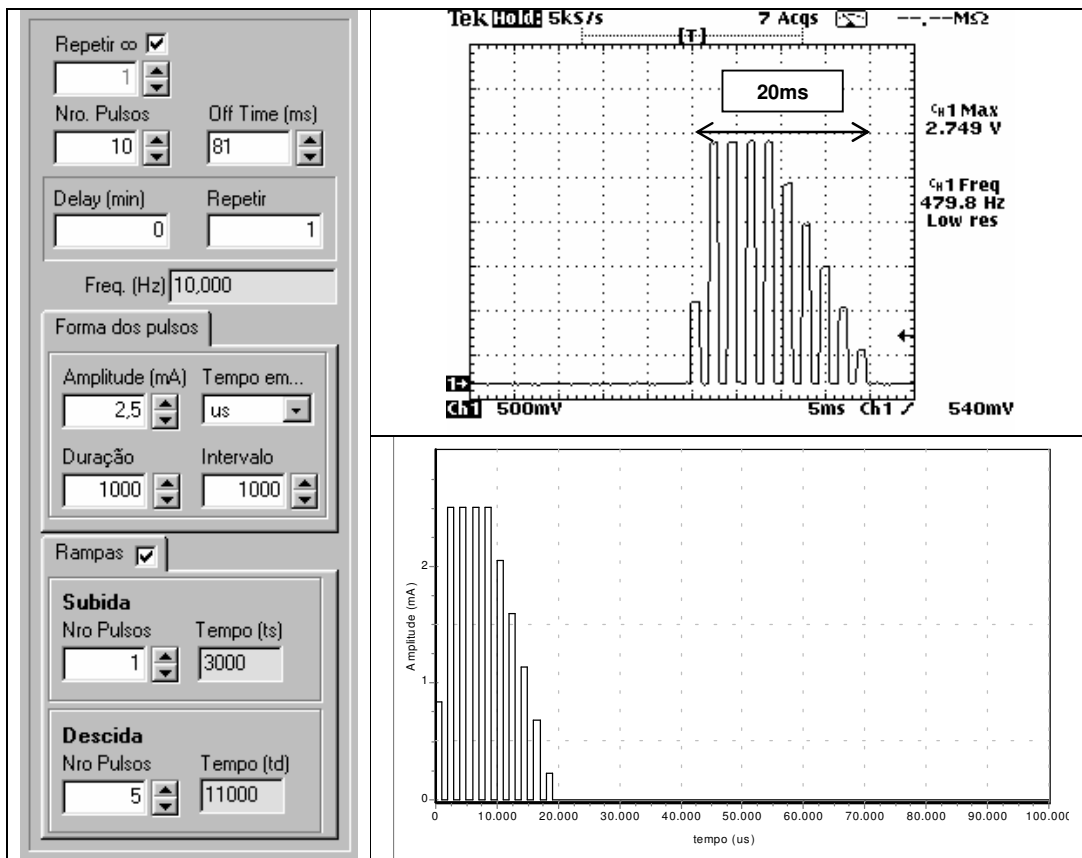 Repetir ∞
1
Nro. Pulsos Off Time (ms)
10 81
Delay (min) Repetir
0 1
Freq. (Hz) 10,000
Forma dos pulsos
Amplitude (mA) Tempo em...
2,5 us
Duração Intervalo
1000 1000
Rampas
Subida
Nro Pulsos Tempo (ts)
1 3000
Descida
Nro Pulsos Tempo (td)
5 11000
Tek Hold: 5kS/s 7 Acqs --.--MΩ
[T]
20ms
CH1 Max
2.749 V
CH1 Freq
479.8 Hz
Low res
1→
Ch1 500mV 5ms Ch1 540mV
Amplitude (mA)
2
1
0
0 10.000 20.000 30.000 40.000 50.000 60.000 70.000 80.000 90.000 100.000
tempo (us)